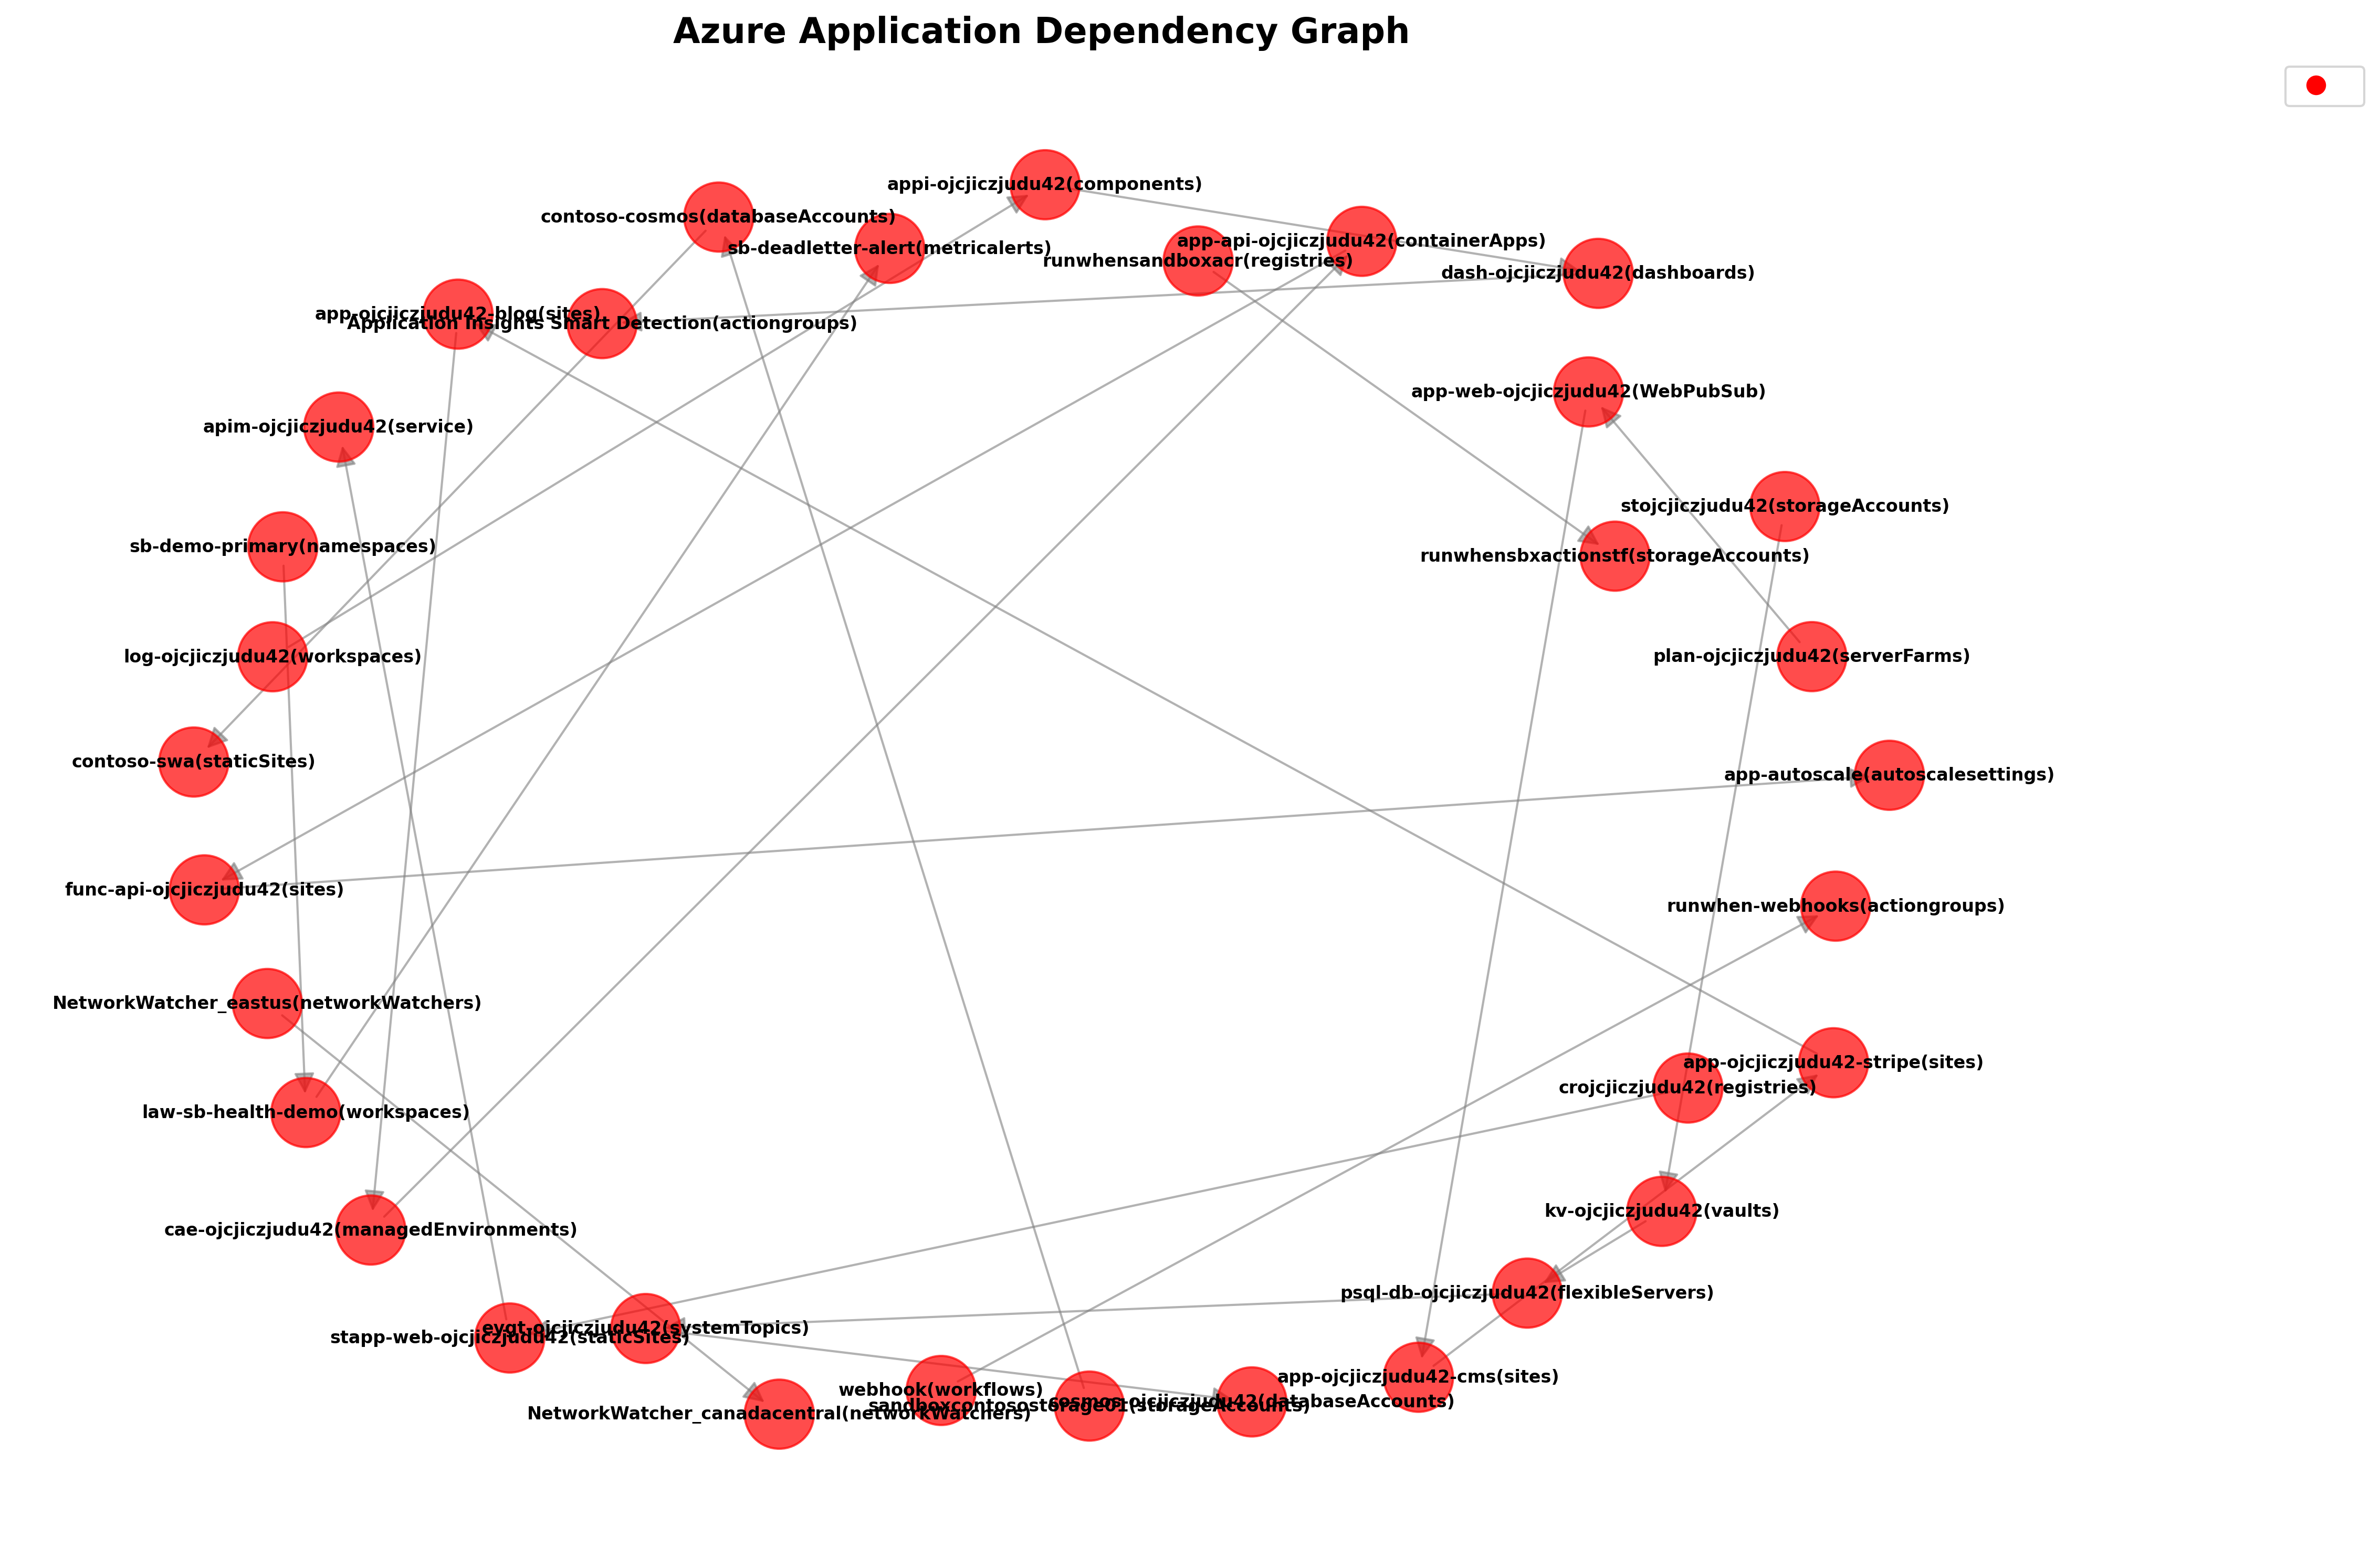 Azure Application Dependency Graph
appi-ojcjiczjudu42(components)
contoso-cosmos(databaseAccounts)
sb-deadletter-alert(metricalerts)
app-api-ojcjiczjudu42(containerApps)
runwhensandboxacr(registries)
dash-ojcjiczjudu42(dashboards)
app-ojcjiczjudu42-blog(sites)
Application Insights Smart Detection(actiongroups)
app-web-ojcjiczjudu42(WebPubSub)
apim-ojcjiczjudu42(service)
stojcjiczjudu42(storageAccounts)
sb-demo-primary(namespaces)
runwhensbxactionstf(storageAccounts)
log-ojcjiczjudu42(workspaces)
plan-ojcjiczjudu42(serverFarms)
contoso-swa(staticSites)
app-autoscale(autoscalesettings)
func-api-ojcjiczjudu42(sites)
runwhen-webhooks(actiongroups)
NetworkWatcher_eastus(networkWatchers)
app-ojcjiczjudu42-stripe(sites)
crojcjiczjudu42(registries)
law-sb-health-demo(workspaces)
kv-ojcjiczjudu42(vaults)
cae-ojcjiczjudu42(managedEnvironments)
psql-db-ojcjiczjudu42(flexibleServers)
evgt-ojcjiczjudu42(systemTopics)
stapp-web-ojcjiczjudu42(staticSites)
app-ojcjiczjudu42-cms(sites)
webhook(workflows)
cosmos-ojcjiczjudu42(databaseAccounts)
sandboxcontosostorage01(storageAccounts)
NetworkWatcher_canadacentral(networkWatchers)